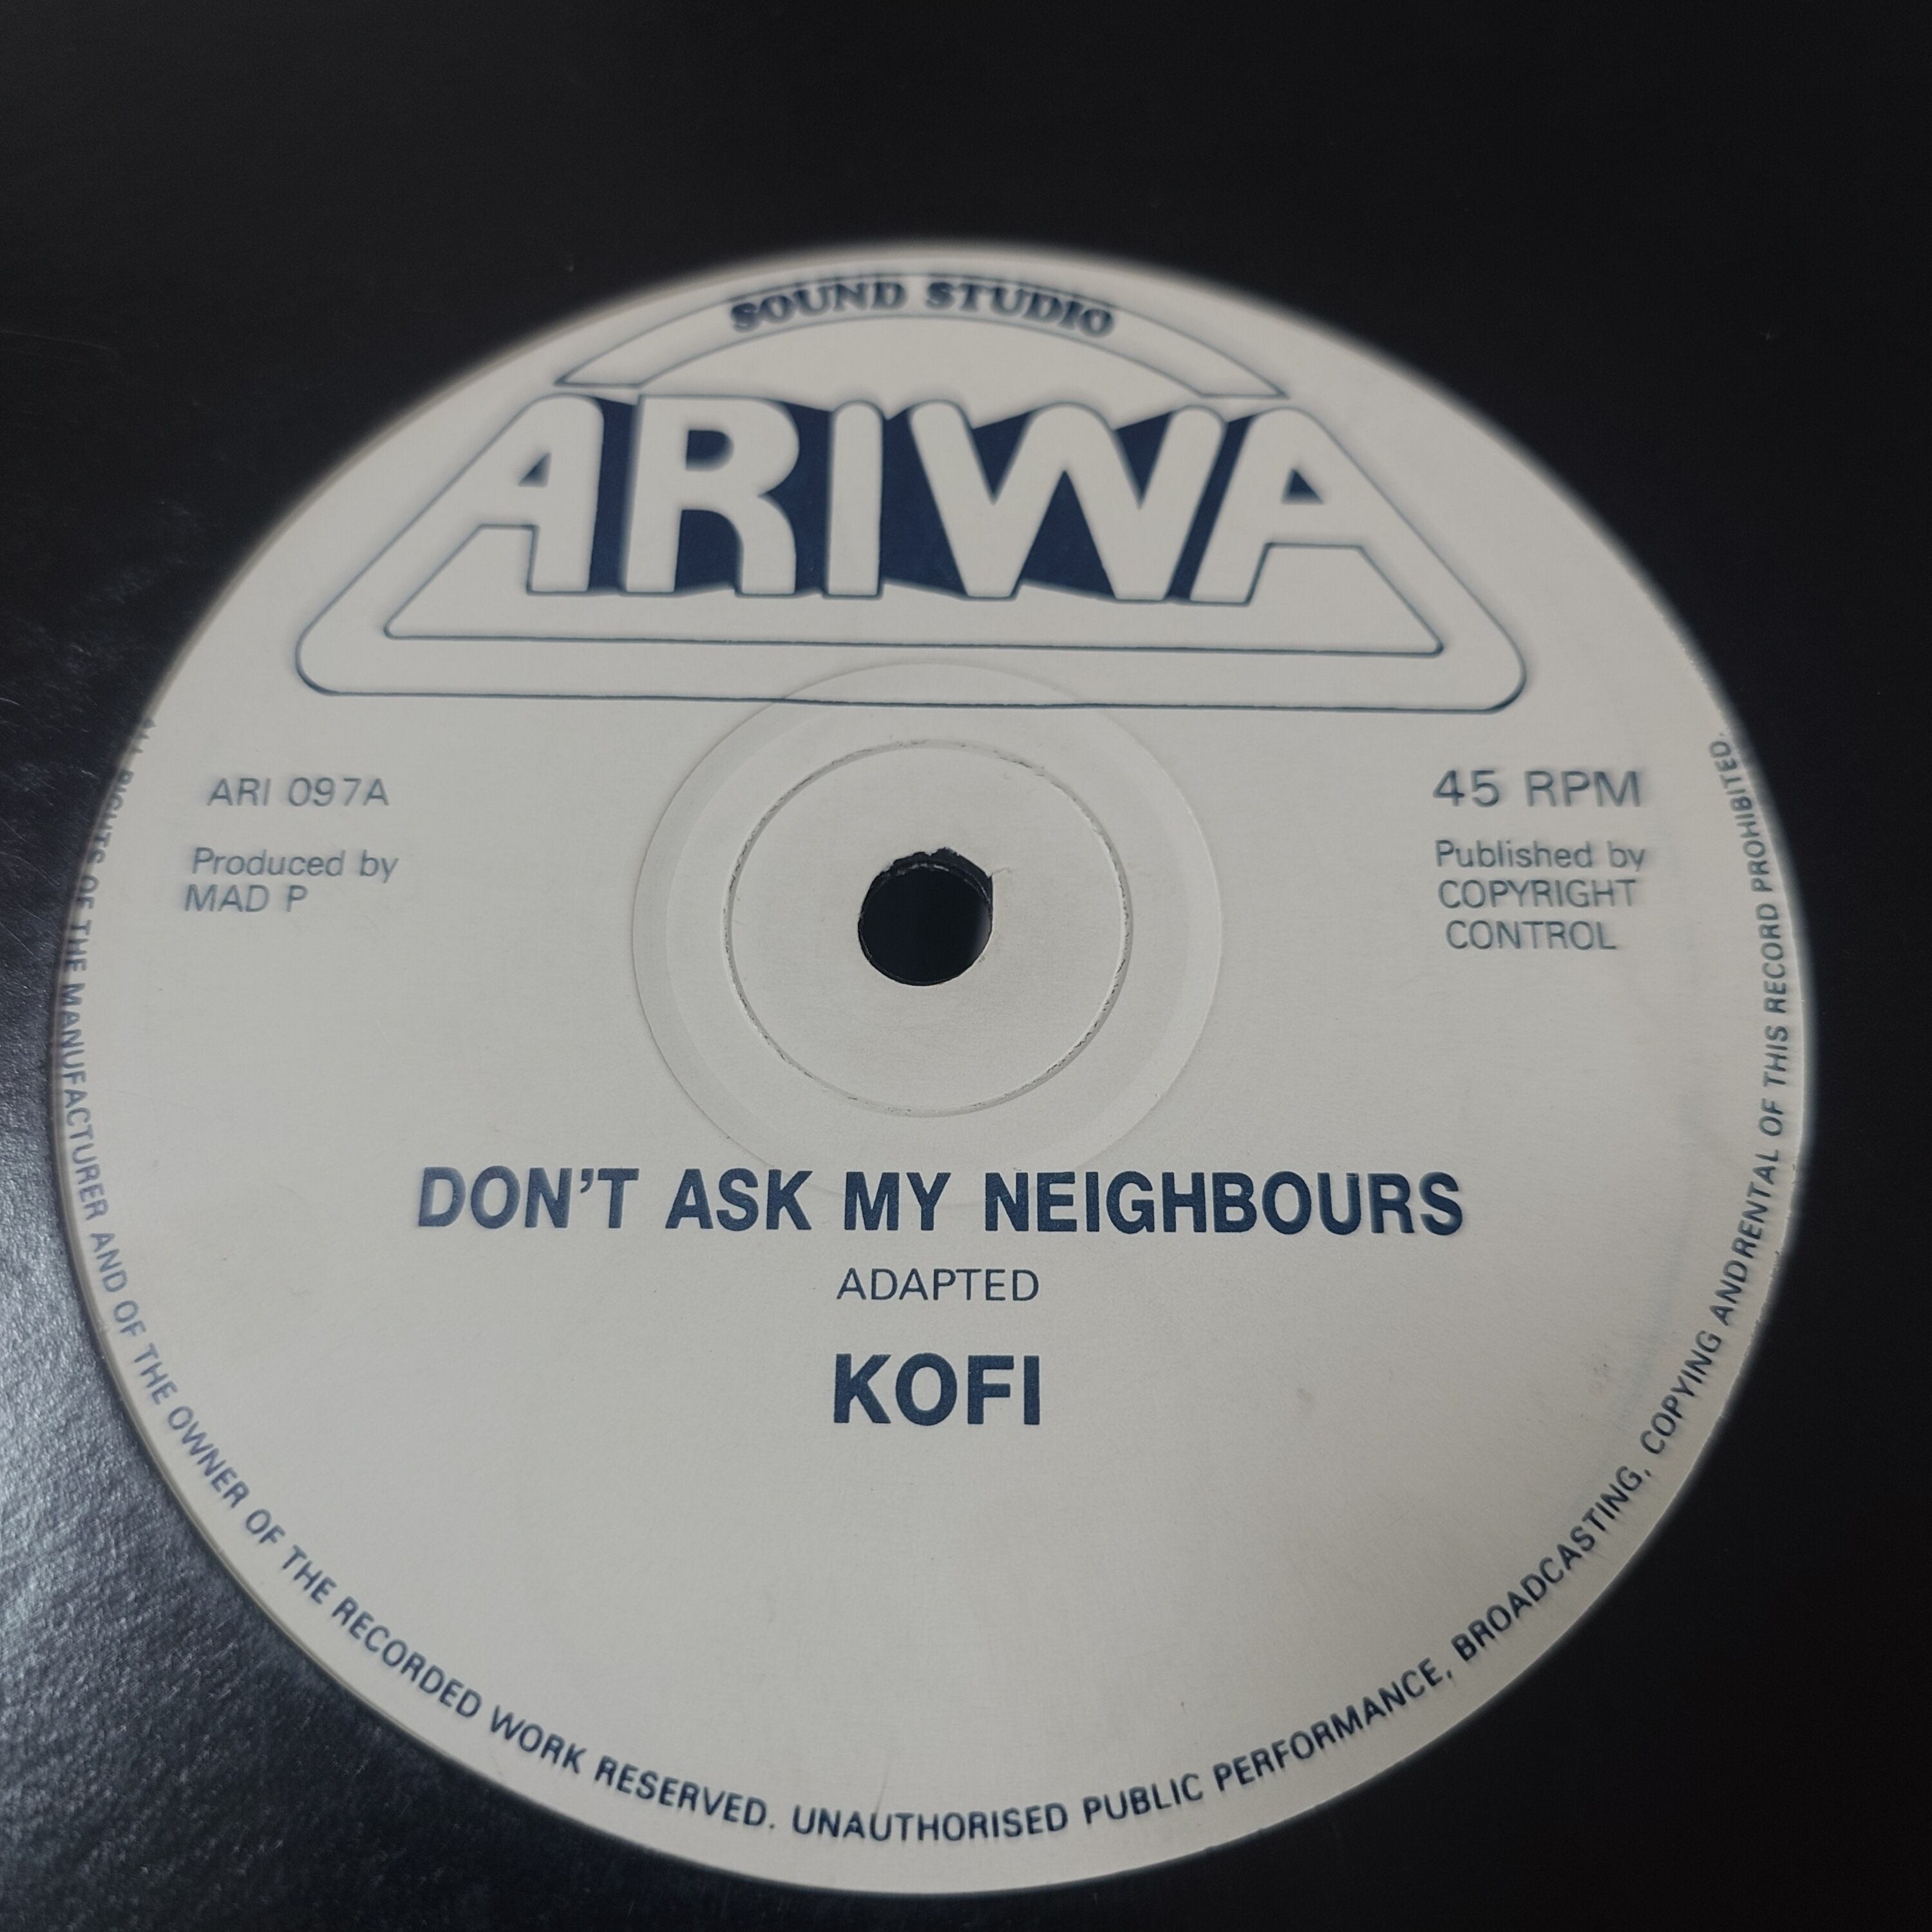 SOUND STUDIO
ARIWA
ARI 097A
Produced by
MAD P
45 RPM
Published by
COPYRIGHT
CONTROL
DON'T ASK MY NEIGHBOURS
ADAPTED
KOFI
ALL RIGHTS OF THE MANUFACTURER AND OF THE OWNER OF THE RECORDED WORK RESERVED. UNAUTHORISED PUBLIC PERFORMANCE, BROADCASTING, COPYING ANDRENTAL OF THIS RECORD PROHIBITED.